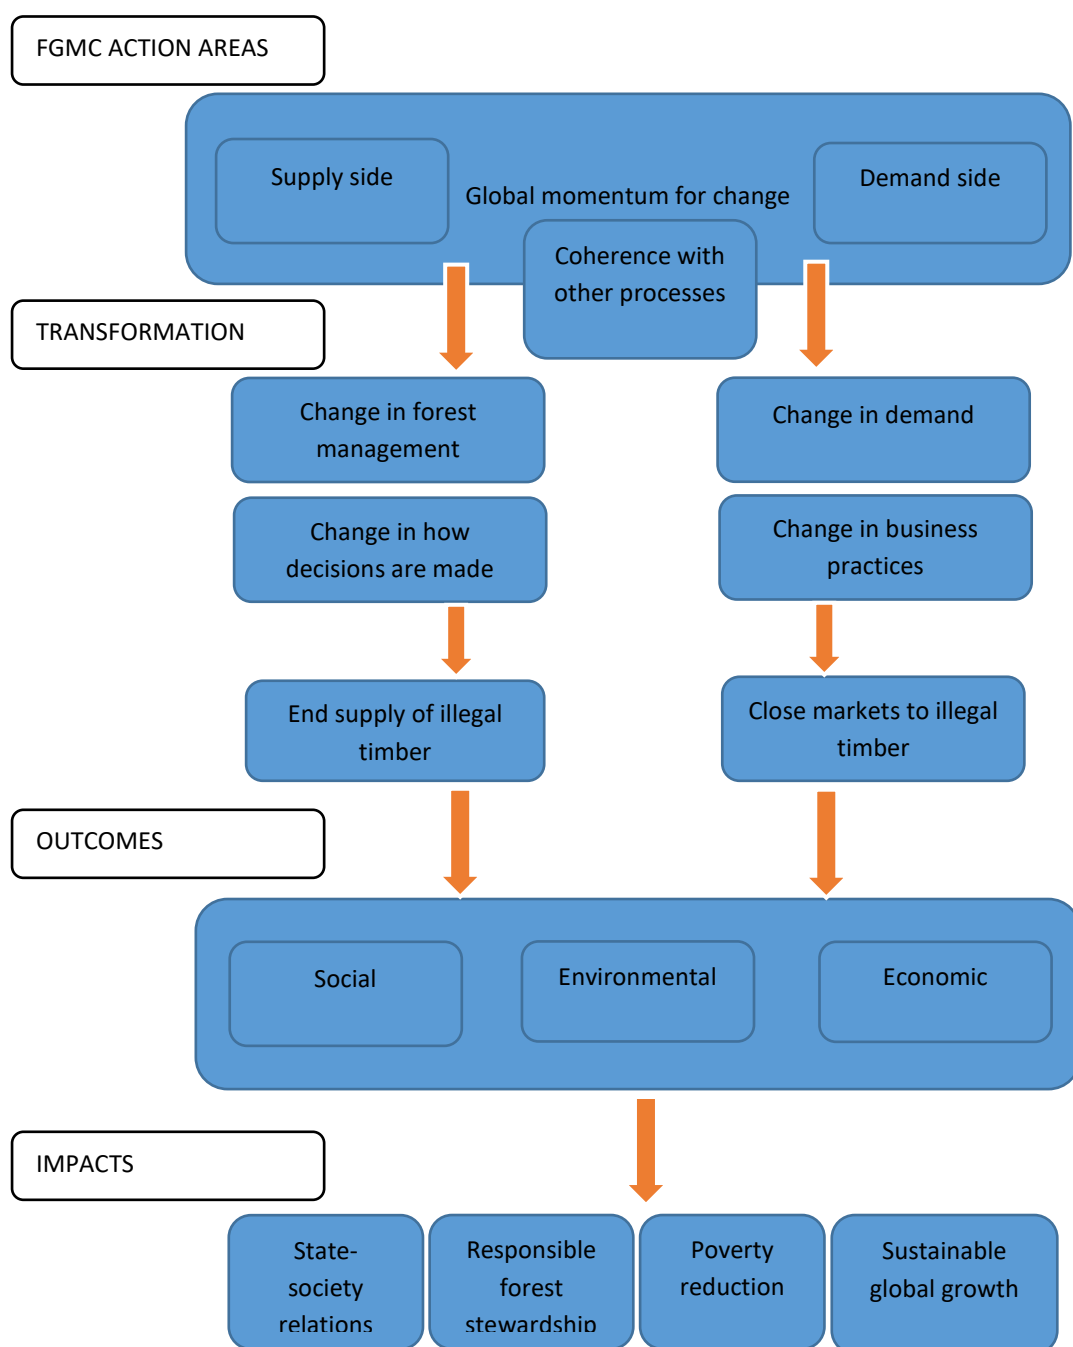 FGMC ACTION AREAS
Supply side
Demand side
Global momentum for change
Coherence with
other processes
TRANSFORMATION
Change in forest
management
Change in demand
Change in how
decisions are made
Change in business
practices
End supply of illegal
timber
Close markets to illegal
timber
OUTCOMES
Social
Environmental
Economic
IMPACTS
State-
society
relations
Responsible
forest
stewardship
Poverty
reduction
Sustainable
global growth